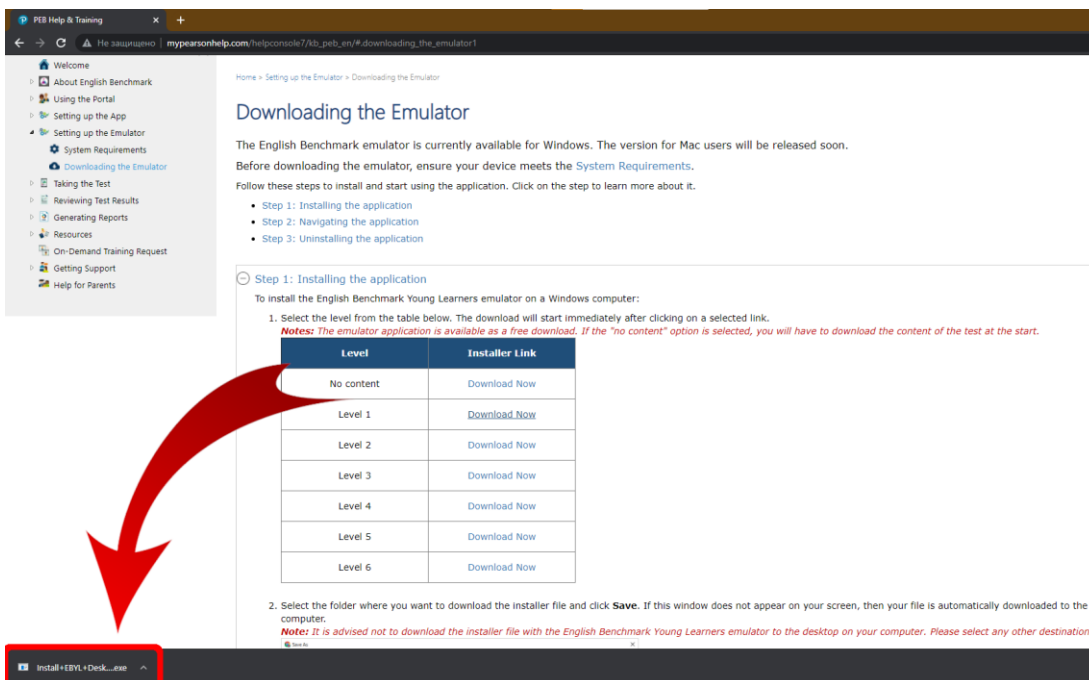 PEB Help & Training
Не защищено | mypearsonhelp.com/helpconsole7/kb_peb_en/#.downloading_the_emulator1
Welcome
About English Benchmark
Using the Portal
Setting up the App
Setting up the Emulator
System Requirements
Downloading the Emulator
Taking the Test
Reviewing Test Results
Generating Reports
Resources
On-Demand Training Request
Getting Support
Help for Parents
Home » Setting up the Emulator » Downloading the Emulator
Downloading the Emulator
The English Benchmark emulator is currently available for Windows. The version for Mac users will be released soon.
Before downloading the emulator, ensure your device meets the System Requirements.
Follow these steps to install and start using the application. Click on the step to learn more about it.
• Step 1: Installing the application
• Step 2: Navigating the application
• Step 3: Uninstalling the application
Step 1: Installing the application
To install the English Benchmark Young Learners emulator on a Windows computer:
1. Select the level from the table below. The download will start immediately after clicking on a selected link.
Notes: The emulator application is available as a free download. If the "no content" option is selected, you will have to download the content of the test at the start.
Level Installer Link
No content Download Now
Level 1 Download Now
Level 2 Download Now
Level 3 Download Now
Level 4 Download Now
Level 5 Download Now
Level 6 Download Now
2. Select the folder where you want to download the installer file and click Save. If this window does not appear on your screen, then your file is automatically downloaded to the
computer.
Note: It is advised not to download the installer file with the English Benchmark Young Learners emulator to the desktop on your computer. Please select any other destination
Save As
Install+EBYL+Desk....exe